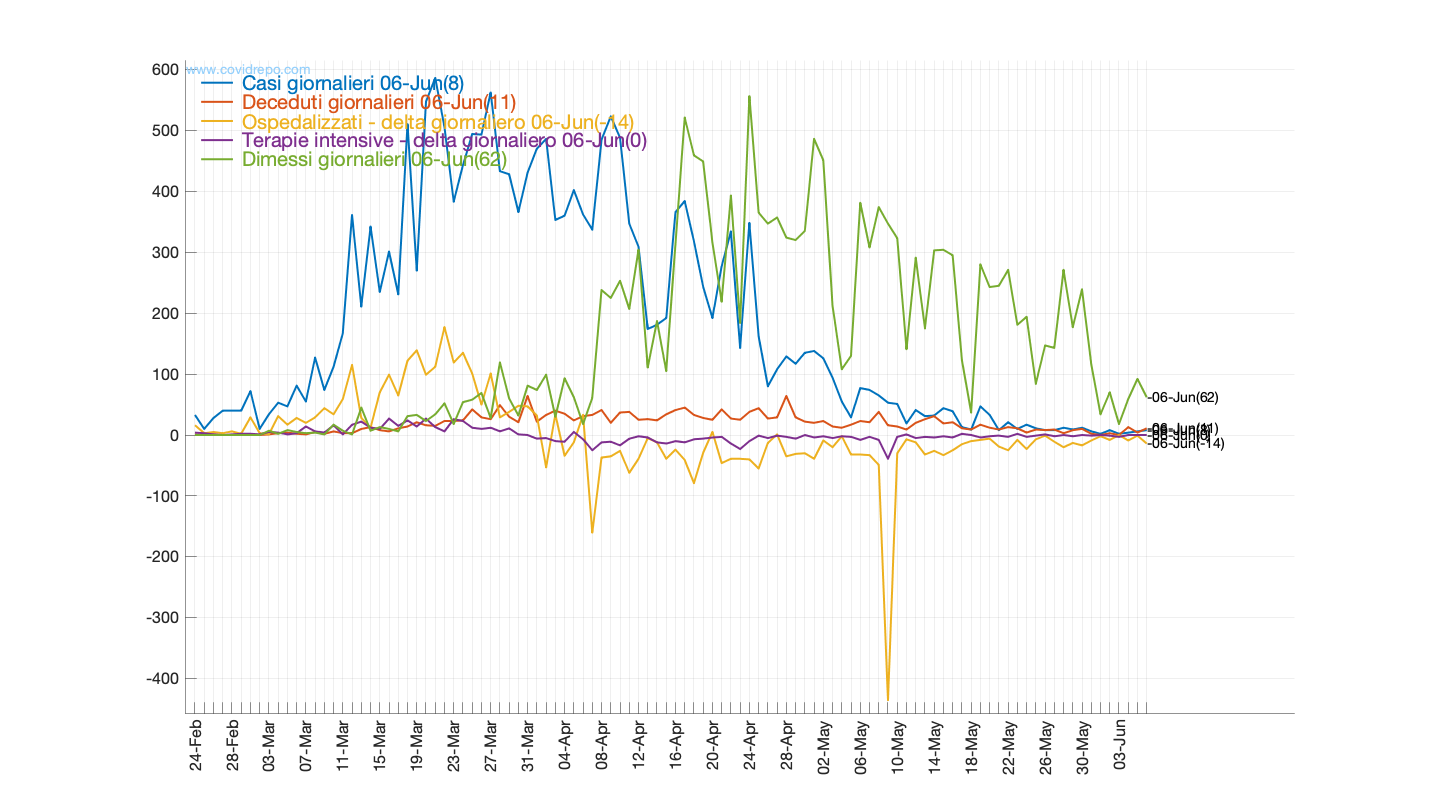 www.covidrepo.com
Casi giornalieri 06-Jun(8)
Deceduti giornalieri 06-Jun(11)
Ospedalizzati - delta giornaliero 06-Jun(-14)
Terapie intensive - delta giornaliero 06-Jun(0)
Dimessi giornalieri 06-Jun(62)
600
500
400
300
200
100
0
-100
-200
-300
-400
-06-Jun(62)
-06-Jun(11)
-06-Jun(-14)
24-Feb
28-Feb
03-Mar
07-Mar
11-Mar
15-Mar
19-Mar
23-Mar
27-Mar
31-Mar
04-Apr
08-Apr
12-Apr
16-Apr
20-Apr
24-Apr
28-Apr
02-May
06-May
10-May
14-May
18-May
22-May
26-May
30-May
03-Jun